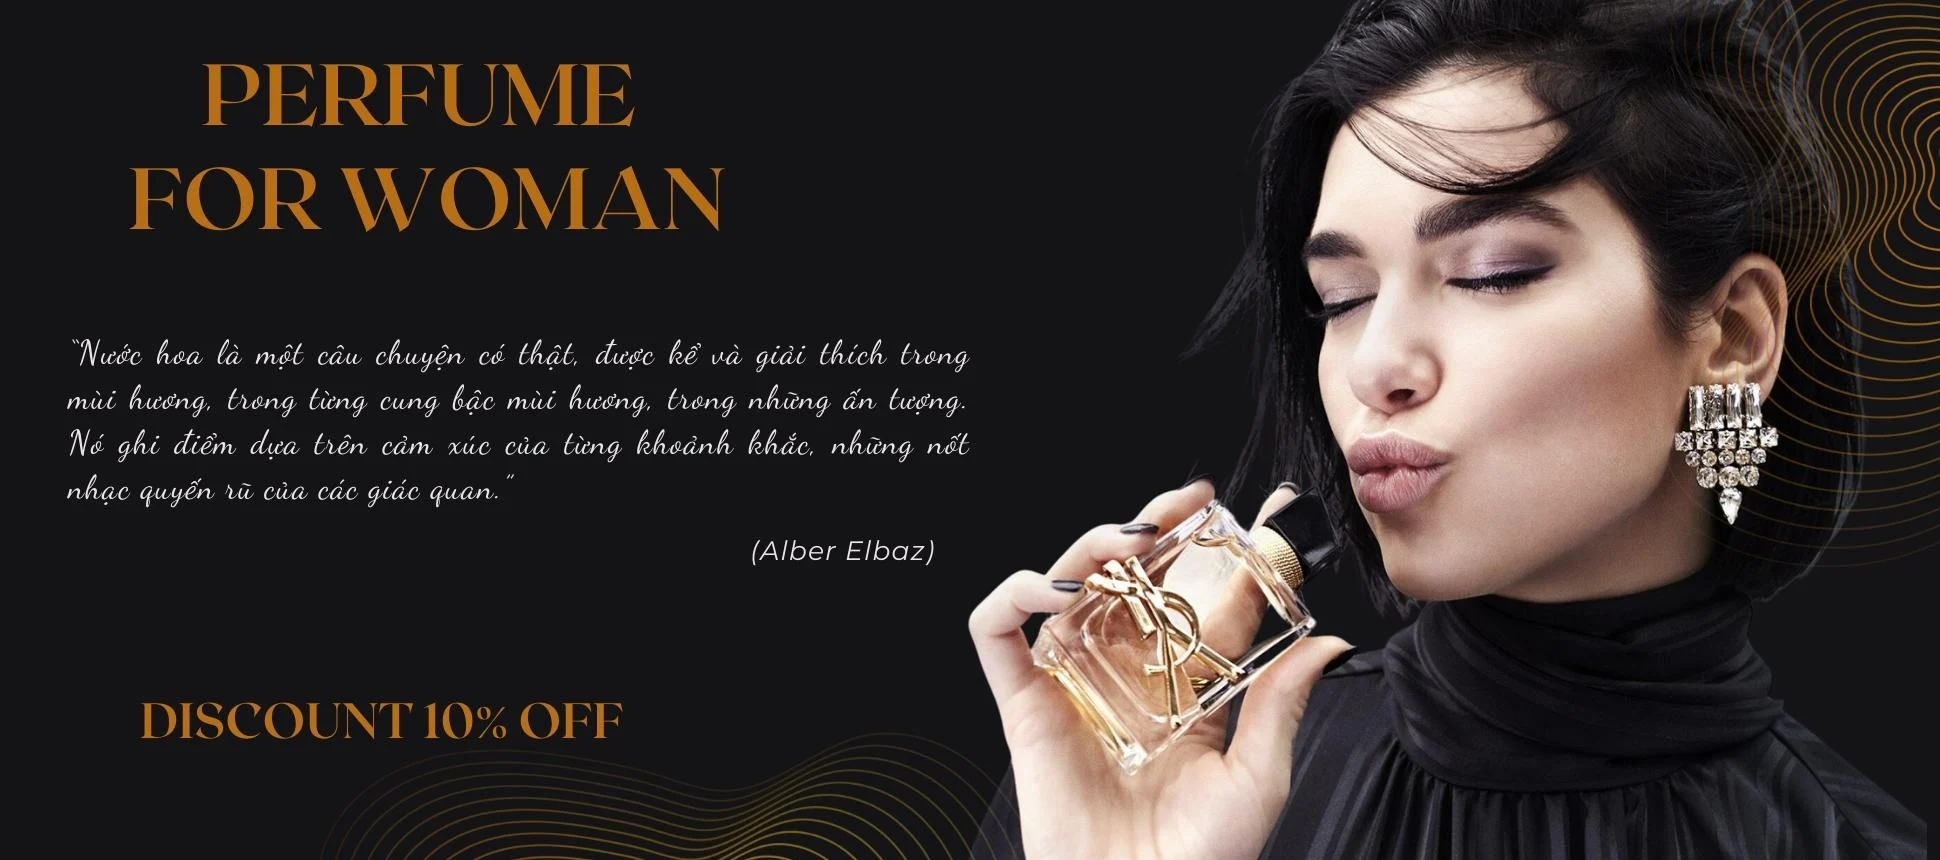 PERFUME
FOR WOMAN
“Nước hoa là một câu chuyện có thật, được kể và giải thích trong
mùi hương, trong từng cung bậc mùi hương, trong những ấn tượng.
Nó ghi điểm dựa trên cảm xúc của từng khoảnh khắc, những nốt
nhạc quyến rũ của các giác quan.”
(Alber Elbaz)
YSL
DISCOUNT 10% OFF